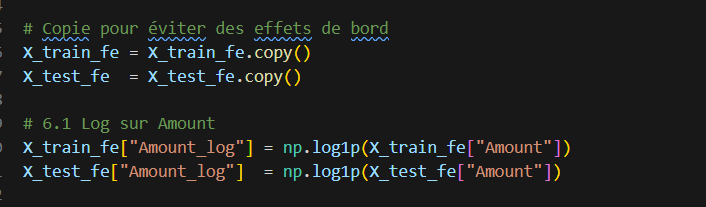 # Copie pour éviter des effets de bord
X_train_fe = X_train_fe.copy()
X_test_fe  = X_test_fe.copy()
# 6.1 Log sur Amount
X_train_fe["Amount_log"] = np.log1p(X_train_fe["Amount"])
X_test_fe["Amount_log"]  = np.log1p(X_test_fe["Amount"])